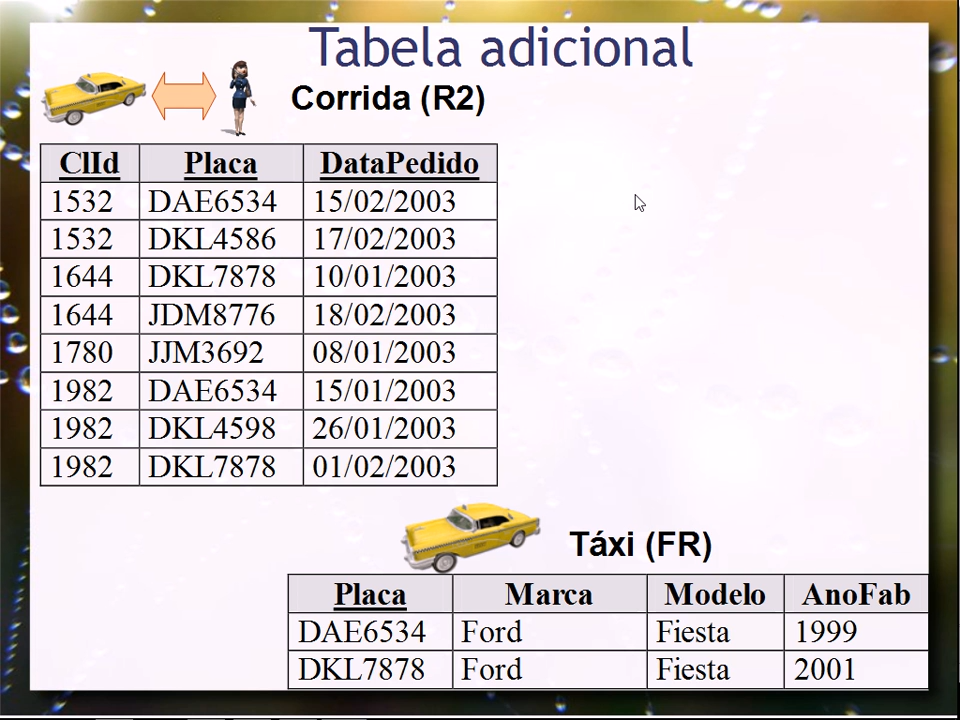 Tabela adicional
Corrida (R2)
ClId Placa DataPedido
1532 DAE6534 15/02/2003
1532 DKL4586 17/02/2003
1644 DKL7878 10/01/2003
1644 JDM8776 18/02/2003
1780 JJM3692 08/01/2003
1982 DAE6534 15/01/2003
1982 DKL4598 26/01/2003
1982 DKL7878 01/02/2003
Táxi (FR)
Placa Marca Modelo AnoFab
DAE6534 Ford Fiesta 1999
DKL7878 Ford Fiesta 2001